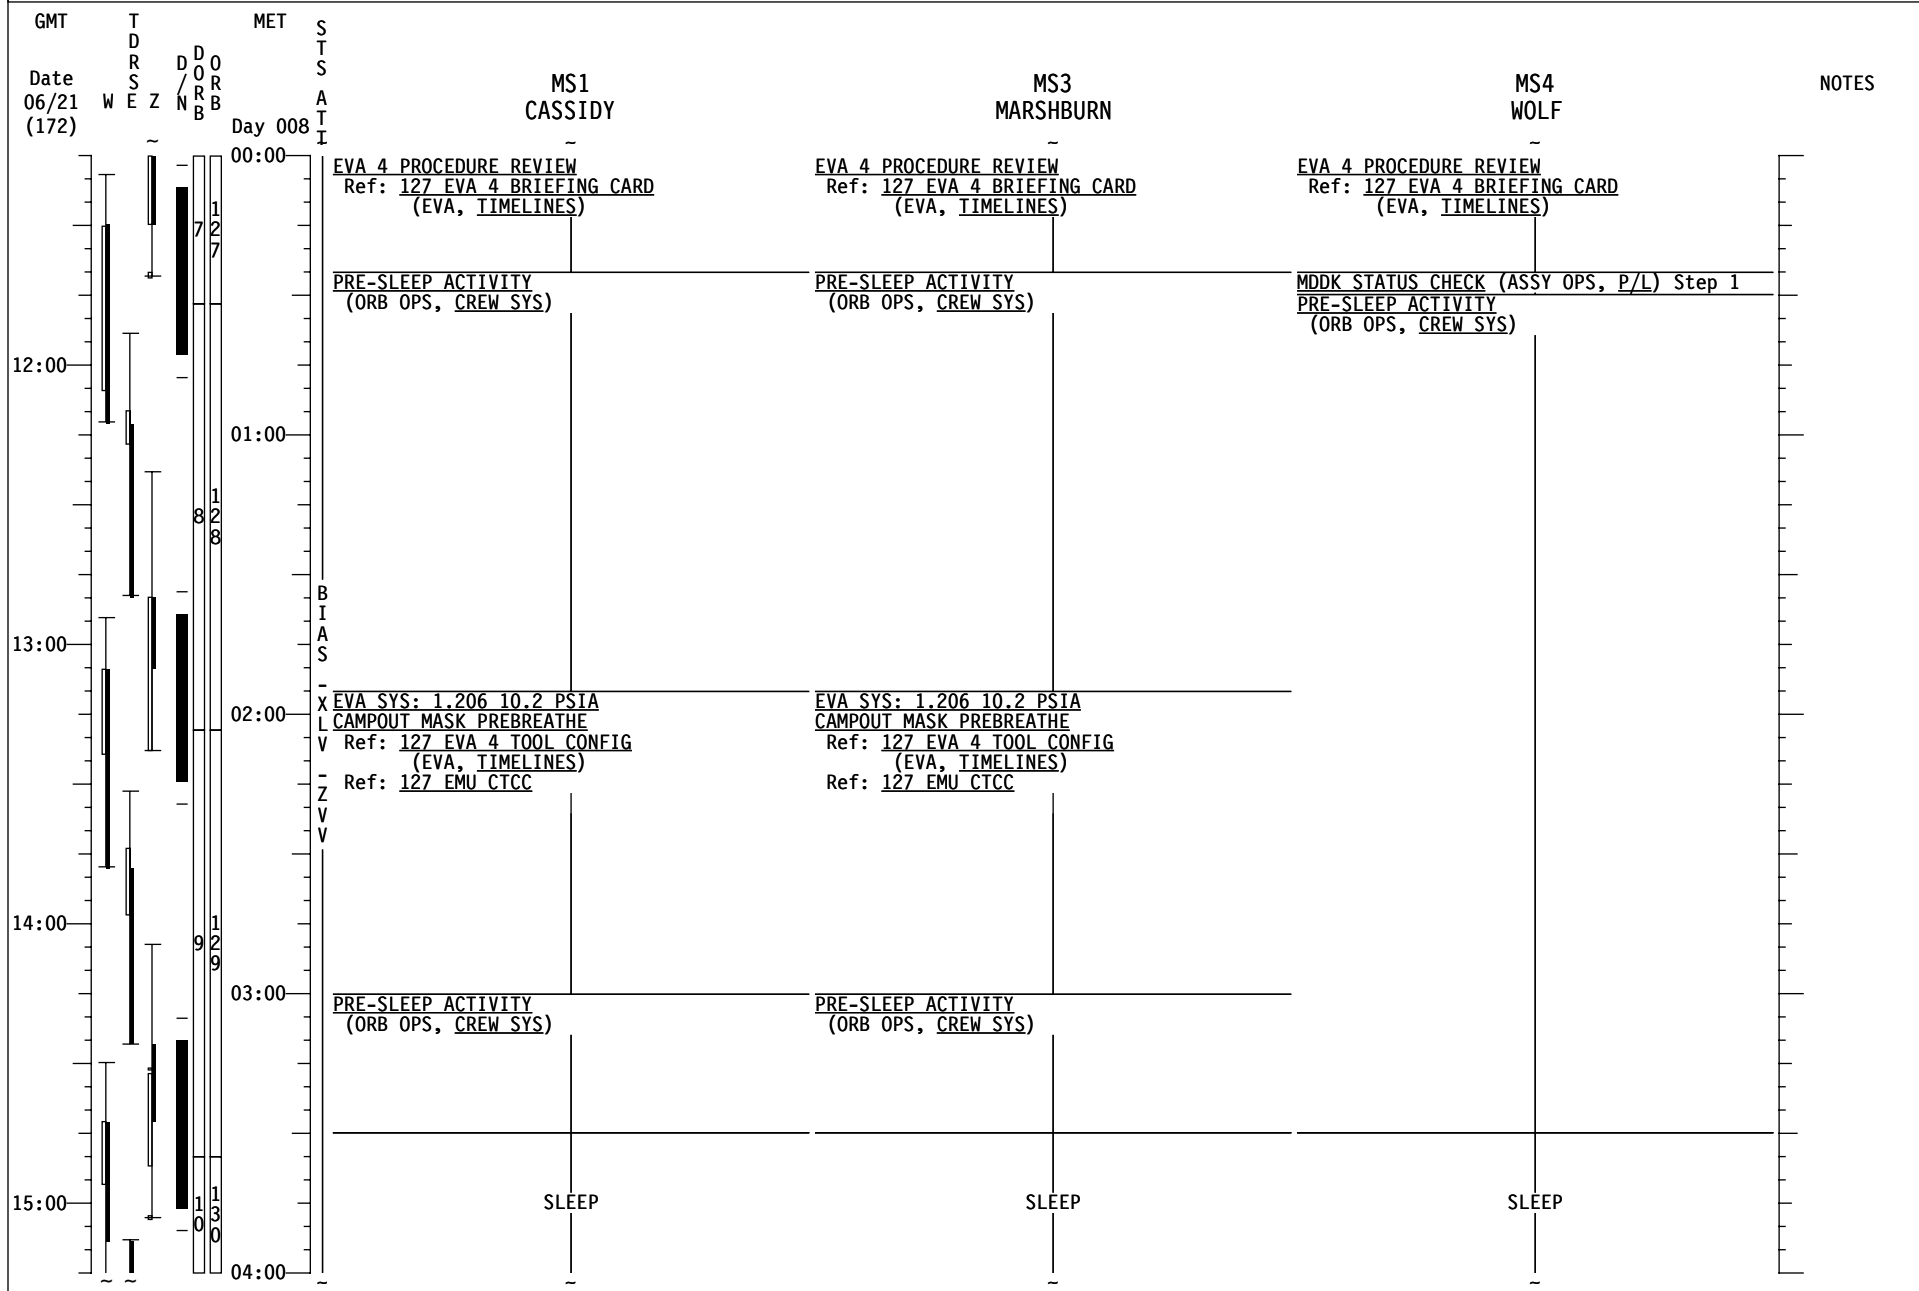 GMT
Date
06/21
(172)
TDRS
W E Z
D/N
DORB
ORB
MET
Day 008
STS ATT
MS1
CASSIDY
MS3
MARSHBURN
MS4
WOLF
NOTES
~ ~ ~ ~
00:00
EVA 4 PROCEDURE REVIEW
Ref: 127 EVA 4 BRIEFING CARD
(EVA, TIMELINES)
EVA 4 PROCEDURE REVIEW
Ref: 127 EVA 4 BRIEFING CARD
(EVA, TIMELINES)
EVA 4 PROCEDURE REVIEW
Ref: 127 EVA 4 BRIEFING CARD
(EVA, TIMELINES)
7 127
PRE-SLEEP ACTIVITY
(ORB OPS, CREW SYS)
PRE-SLEEP ACTIVITY
(ORB OPS, CREW SYS)
MDDK STATUS CHECK (ASSY OPS, P/L) Step 1
PRE-SLEEP ACTIVITY
(ORB OPS, CREW SYS)
12:00
01:00
8 128
13:00
BIAS -XLV -ZVV
02:00
EVA SYS: 1.206 10.2 PSIA
CAMPOUT MASK PREBREATHE
Ref: 127 EVA 4 TOOL CONFIG
(EVA, TIMELINES)
Ref: 127 EMU CTCC
EVA SYS: 1.206 10.2 PSIA
CAMPOUT MASK PREBREATHE
Ref: 127 EVA 4 TOOL CONFIG
(EVA, TIMELINES)
Ref: 127 EMU CTCC
14:00
9 129
03:00
PRE-SLEEP ACTIVITY
(ORB OPS, CREW SYS)
PRE-SLEEP ACTIVITY
(ORB OPS, CREW SYS)
15:00
10 130
SLEEP
SLEEP
SLEEP
04:00
~ ~ ~ ~ ~ ~